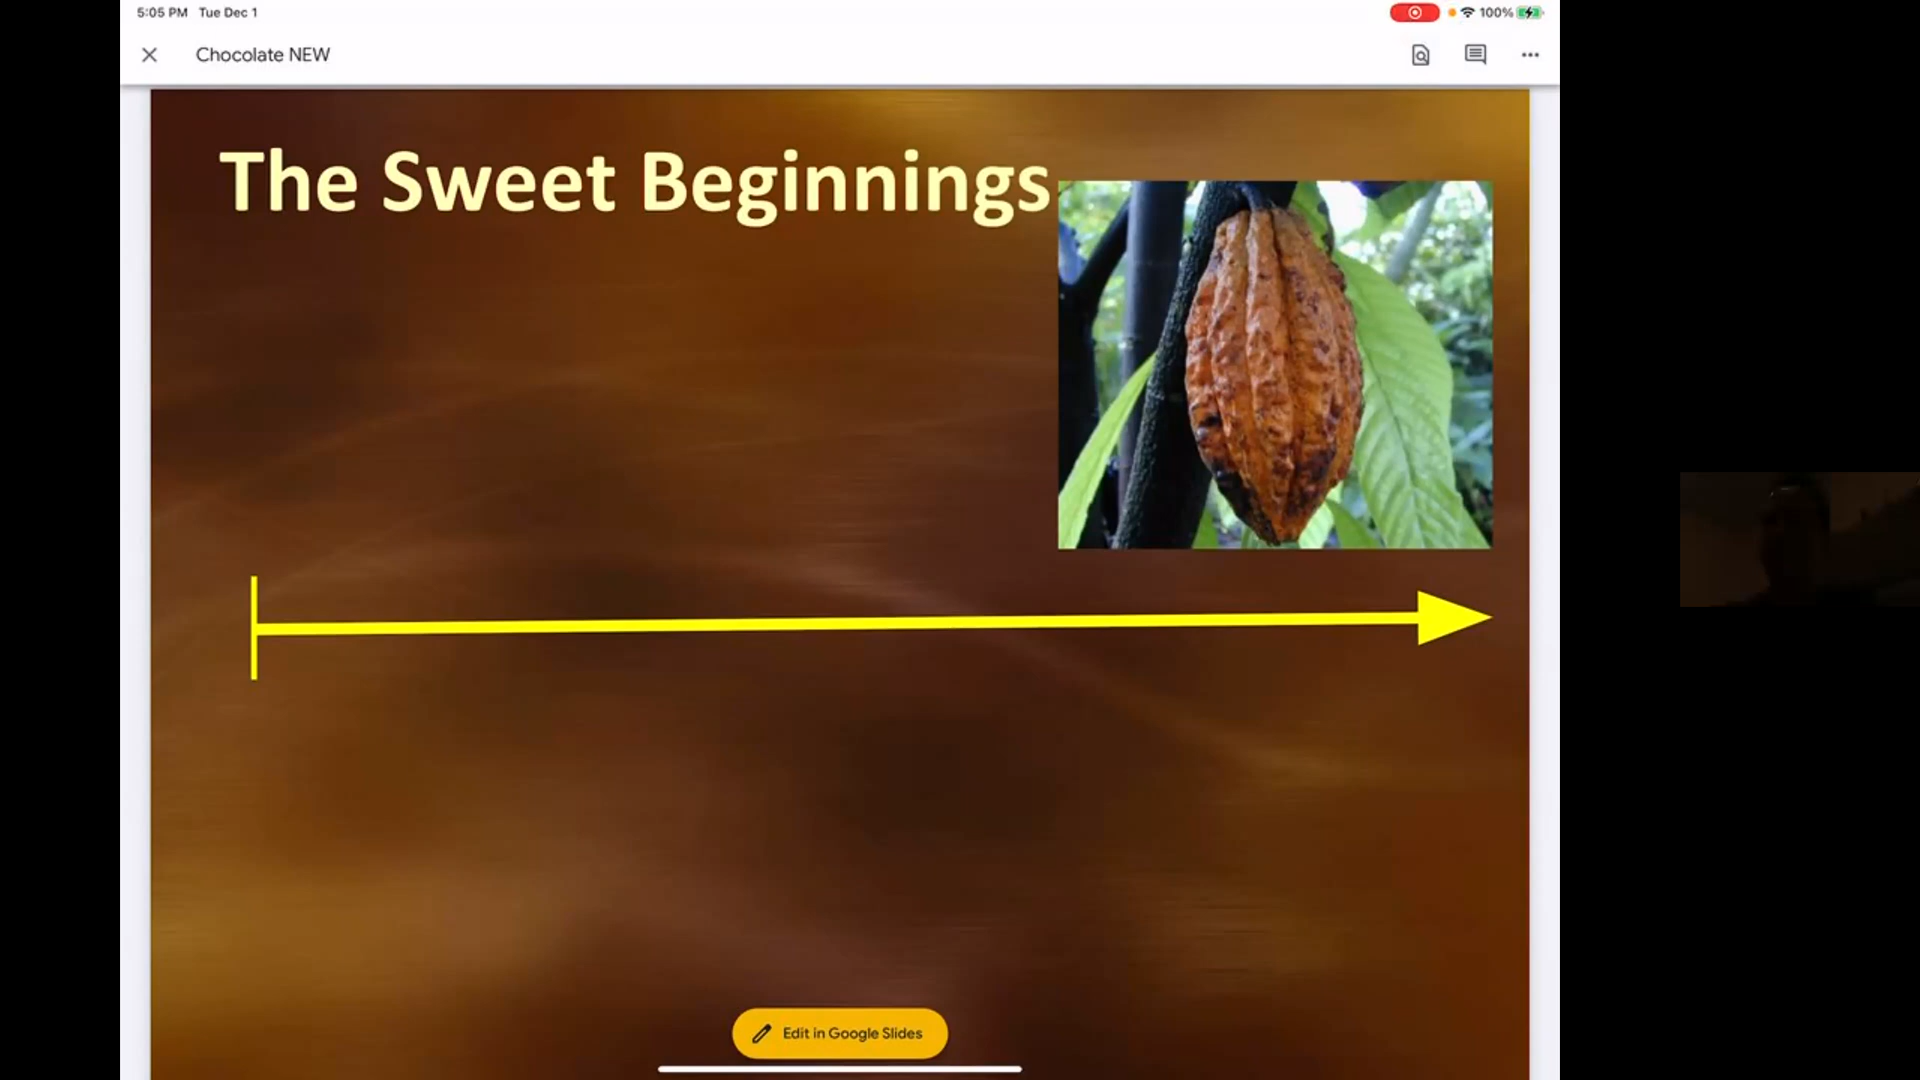 5:05 PM Tue Dec 1
100%
Chocolate NEW
The Sweet Beginnings
Edit in Google Slides